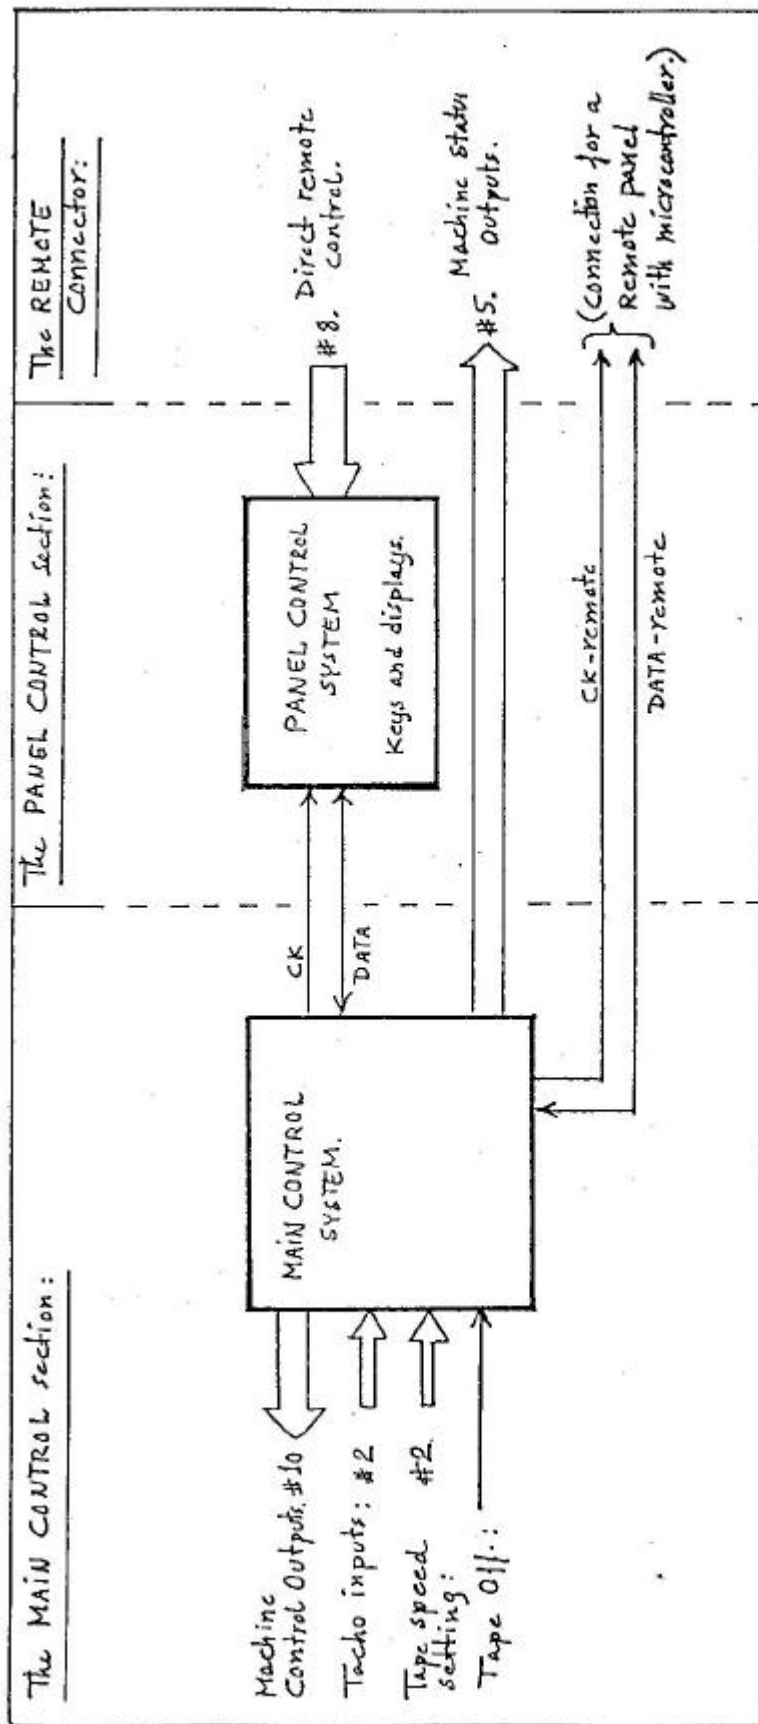 The MAIN CONTROL section:
Machine
Control Outputs. #10
Tacho inputs: #2
Tape speed #2.
setting:
Tape Off.:
MAIN CONTROL
SYSTEM.
The PANEL CONTROL section:
CK
DATA
PANEL CONTROL
SYSTEM
Keys and displays.
CK-remote
DATA-remote
The REMOTE
Connector:
#8. Direct remote
control.
#5. Machine status
outputs.
(Connection for a
Remote panel
with microcontroller.)